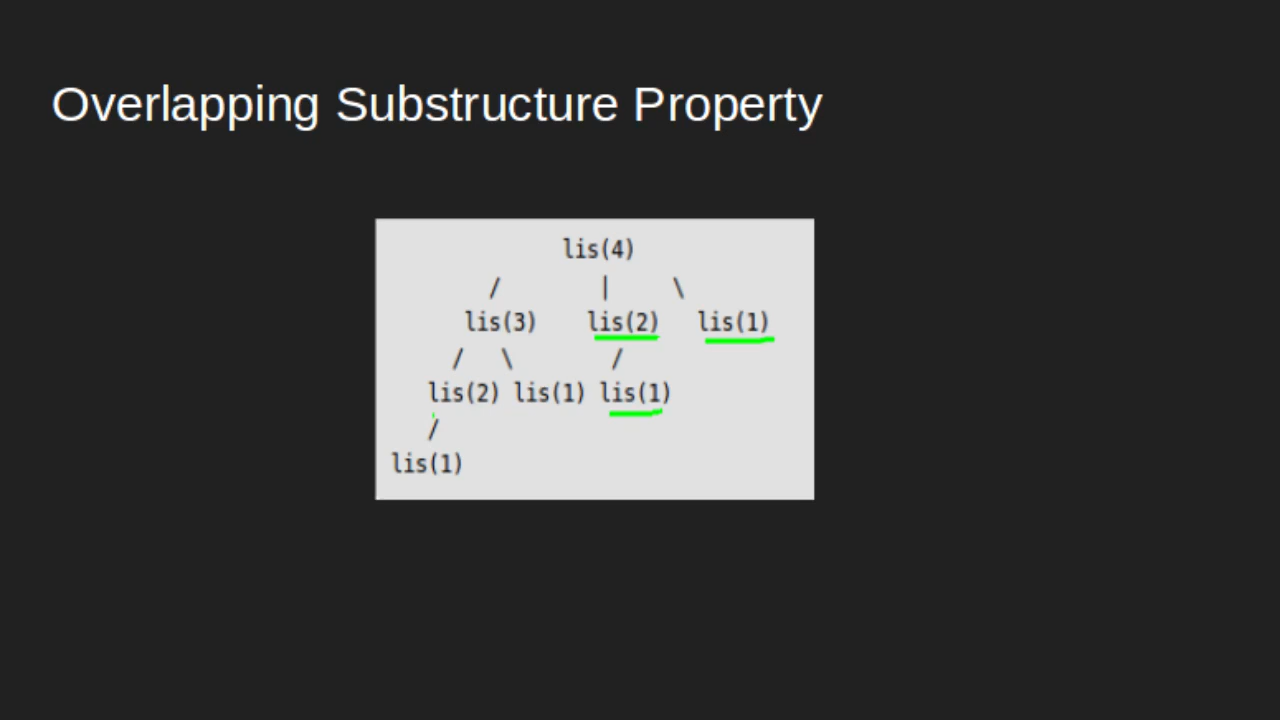 Overlapping Substructure Property
lis(4)
/ | \
lis(3) lis(2) lis(1)
/ \ /
lis(2) lis(1) lis(1)
/
lis(1)